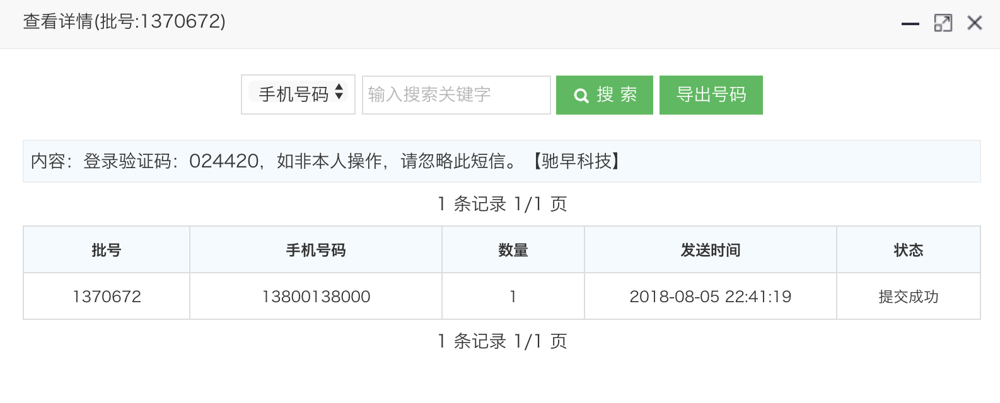 查看详情(批号:1370672)
手机号码 输入搜索关键字 搜 索 导出号码
内容：登录验证码：024420，如非本人操作，请忽略此短信。【驰早科技】
1 条记录 1/1 页
批号 手机号码 数量 发送时间 状态
1370672 13800138000 1 2018-08-05 22:41:19 提交成功
1 条记录 1/1 页